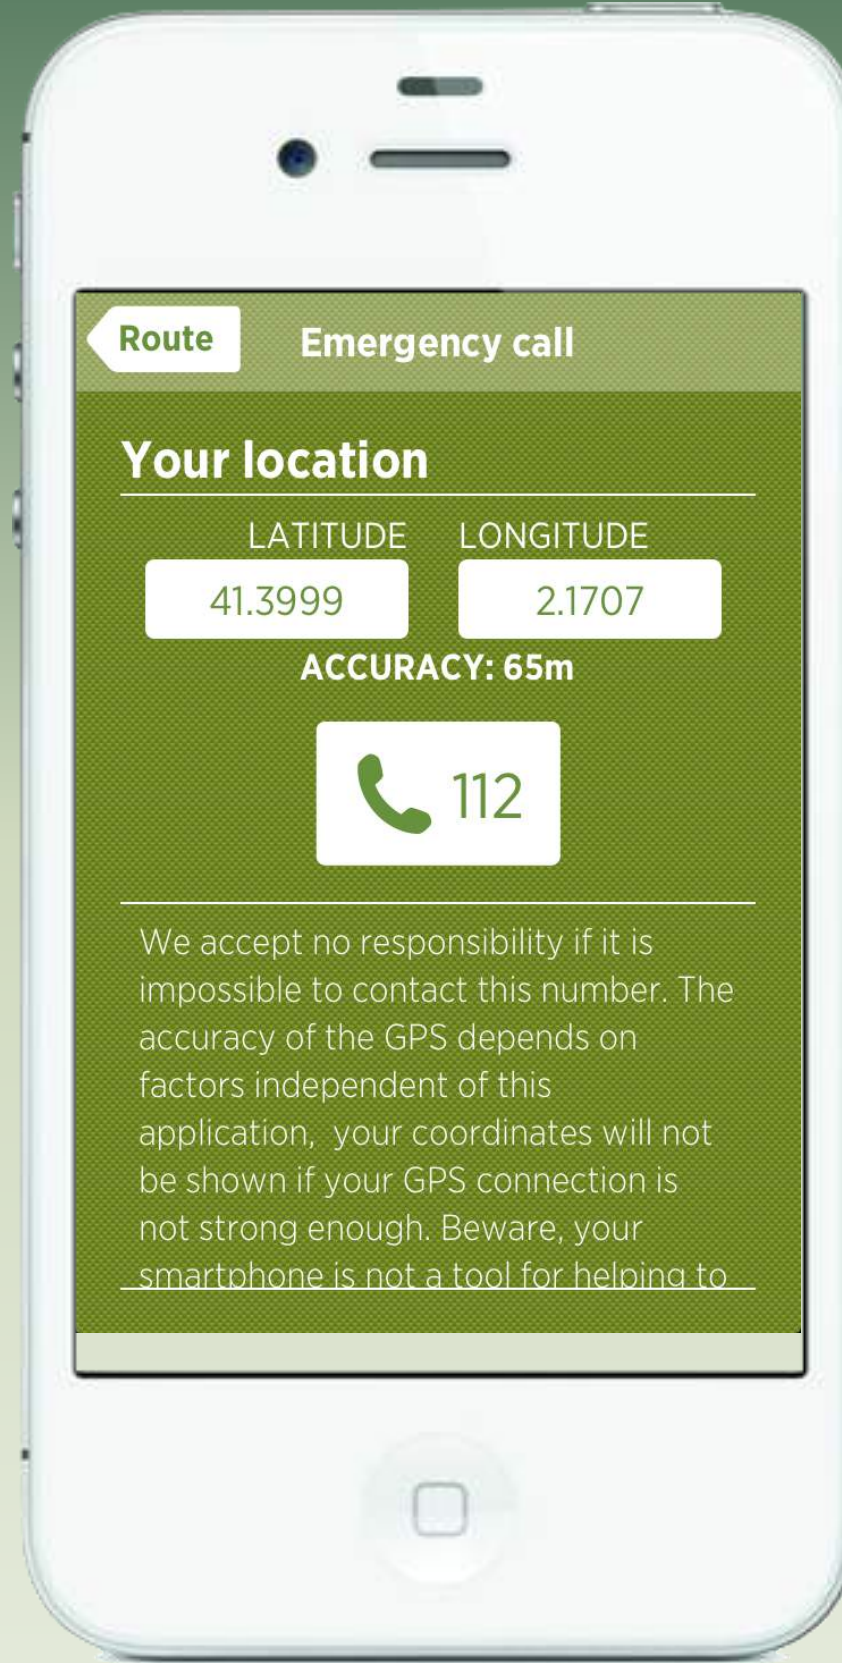 Route
Emergency call
Your location
LATITUDE LONGITUDE
41.3999 2.1707
ACCURACY: 65m
112
We accept no responsibility if it is
impossible to contact this number. The
accuracy of the GPS depends on
factors independent of this
application, your coordinates will not
be shown if your GPS connection is
not strong enough. Beware, your
smartphone is not a tool for helping to